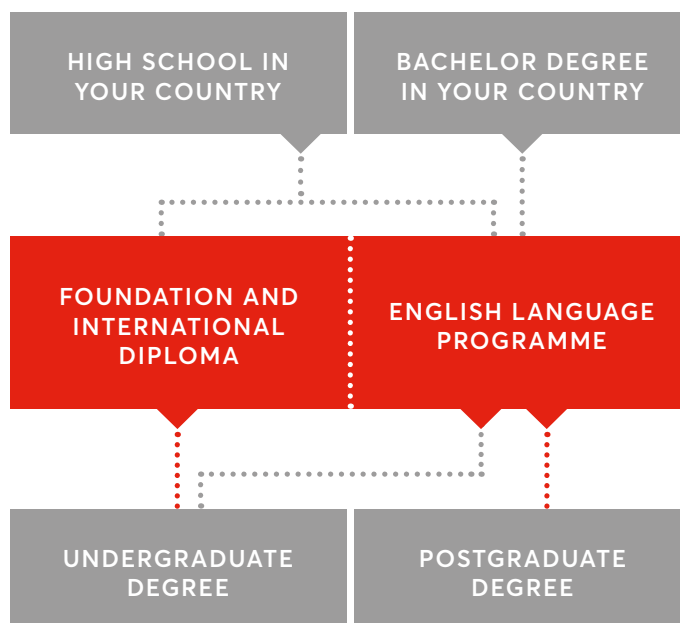 HIGH SCHOOL IN
YOUR COUNTRY
BACHELOR DEGREE
IN YOUR COUNTRY
FOUNDATION AND
INTERNATIONAL
DIPLOMA
ENGLISH LANGUAGE
PROGRAMME
UNDERGRADUATE
DEGREE
POSTGRADUATE
DEGREE